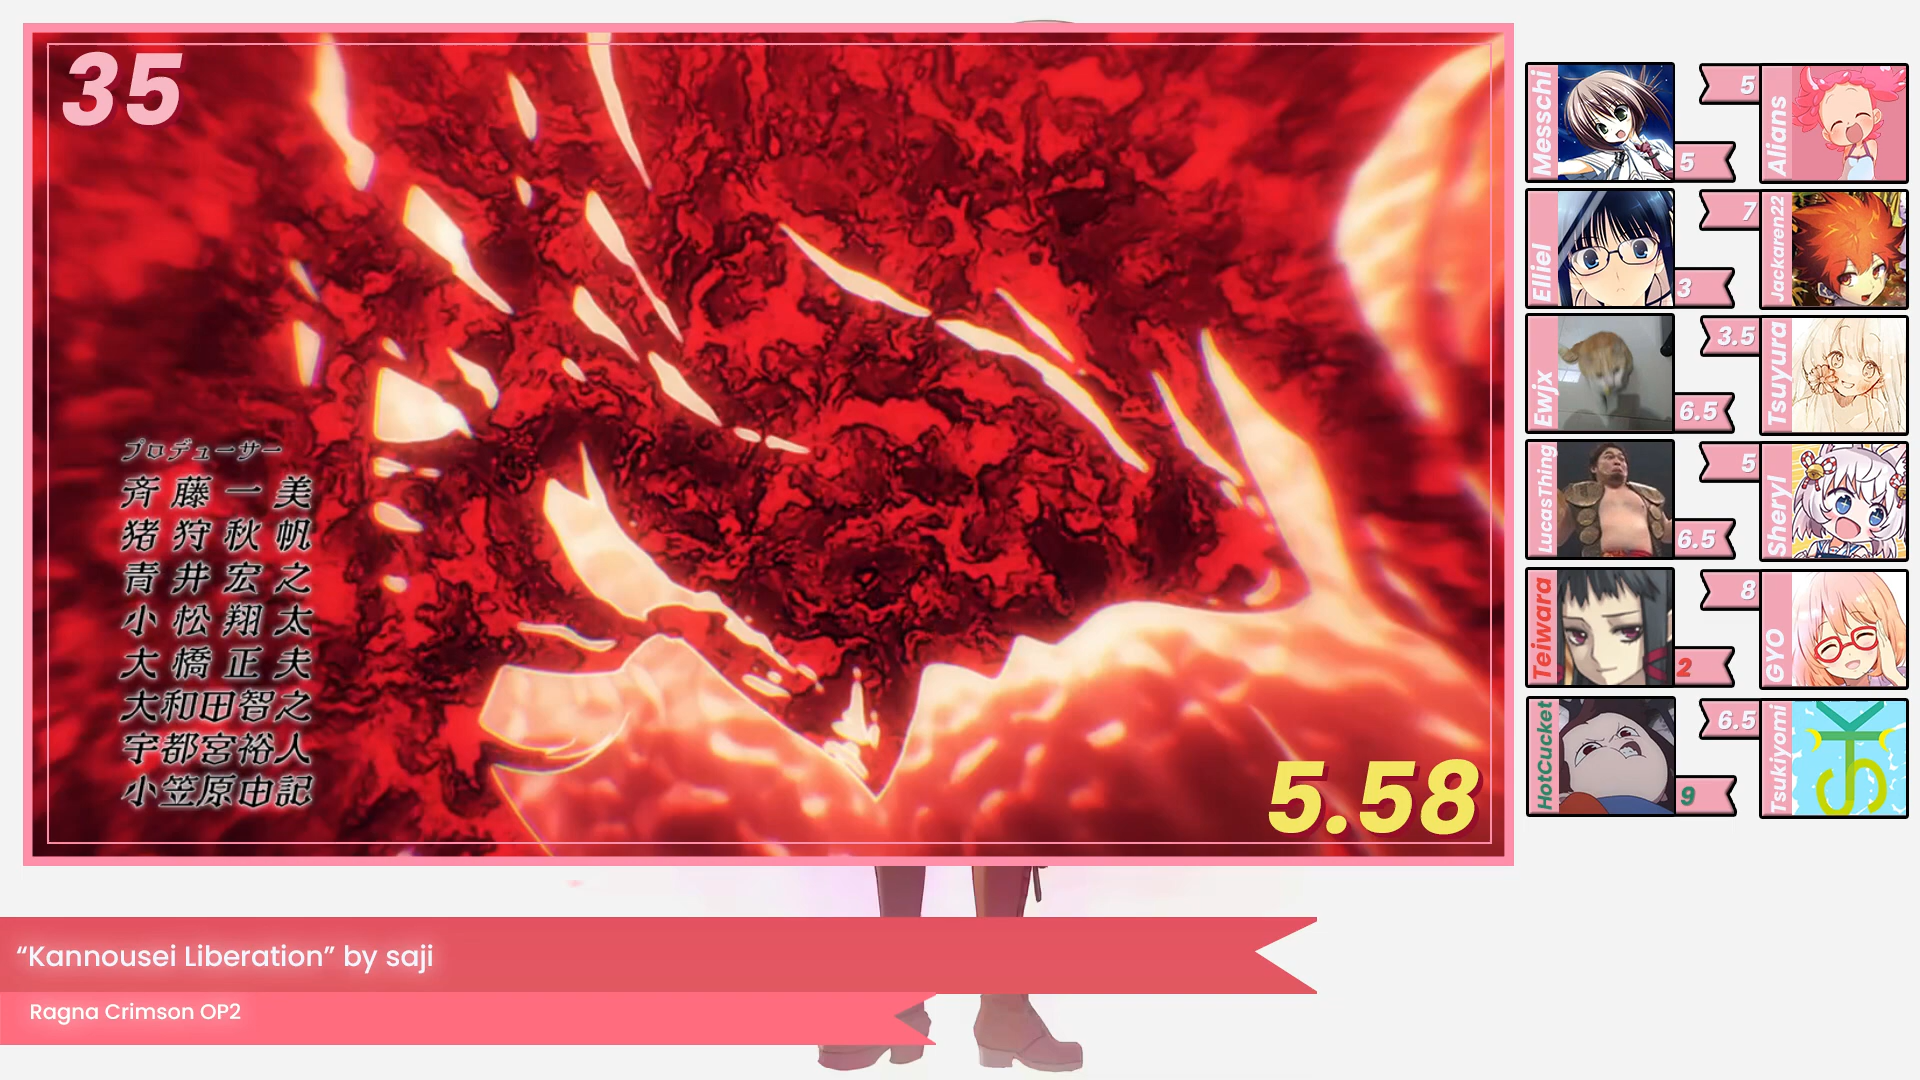 35
プロデューサー
斉藤一美
猪狩秋帆
青井宏之
小松翔太
大橋正夫
大和田智之
宇都宮裕人
小笠原由記
5.58
Messchi
5
5
Alians
Elliel
3
7
Jackaren22
Ewjx
6.5
3.5
Tsuyura
LucasThing
6.5
5
Sheryl
Teiwara
2
8
GYO
HotCucket
9
6.5
Tsukiyomi
“Kannousei Liberation” by saji
Ragna Crimson OP2